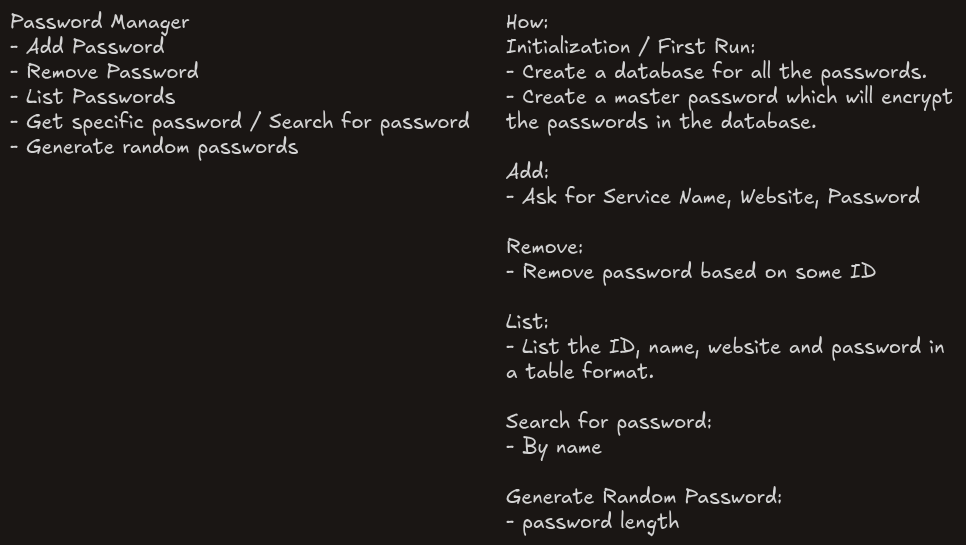 Password Manager
- Add Password
- Remove Password
- List Passwords
- Get specific password / Search for password
- Generate random passwords
How:
Initialization / First Run:
- Create a database for all the passwords.
- Create a master password which will encrypt
the passwords in the database.
Add:
- Ask for Service Name, Website, Password
Remove:
- Remove password based on some ID
List:
- List the ID, name, website and password in
a table format.
Search for password:
- By name
Generate Random Password:
- password length